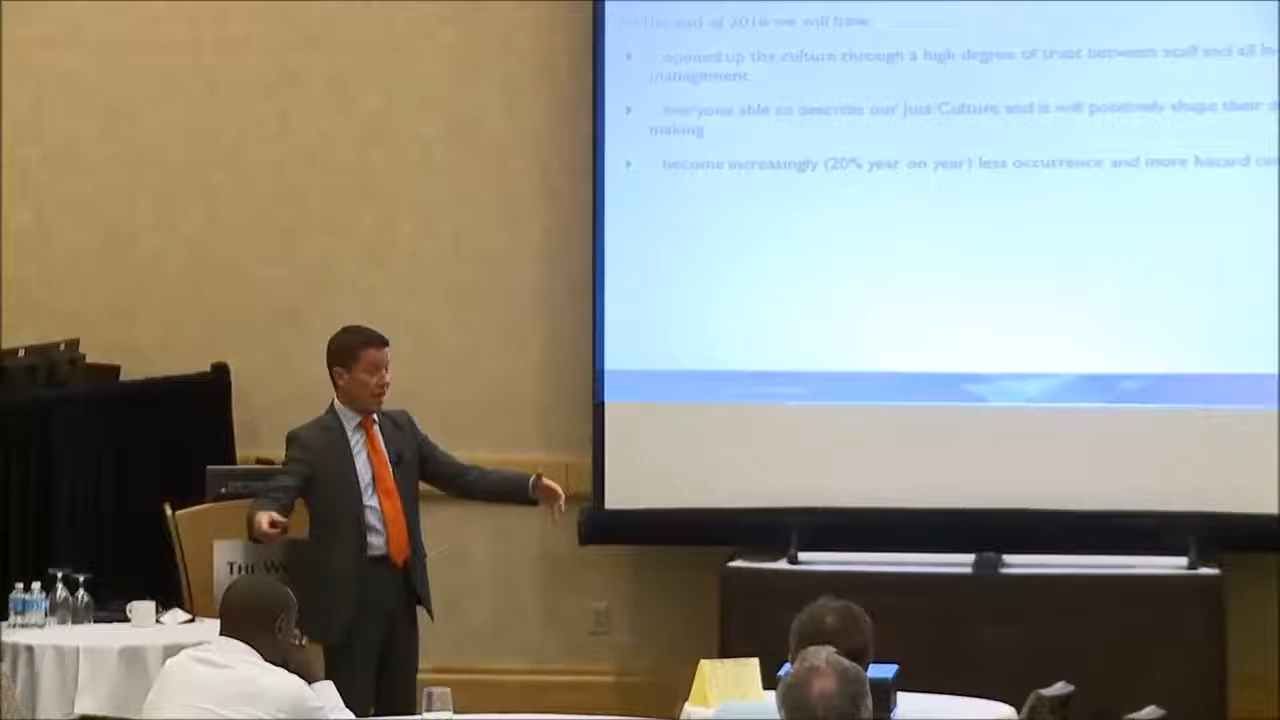 the end of 2016 we will have
...opened up the culture through a high degree of trust between staff and all
management
...everyone able to describe our Just Culture and it will positively shape their
making
become increasingly (20% year on year) less occurrence and more hazard
THE W